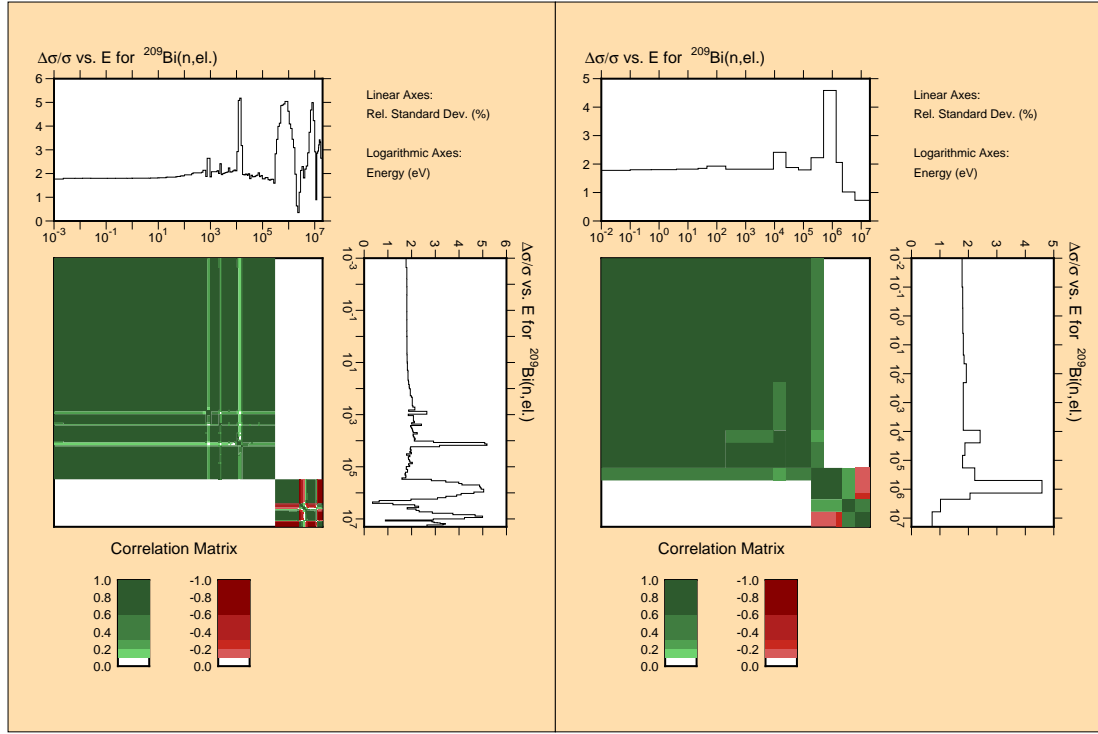 Δσ/σ vs. E for ²⁰⁹Bi(n,el.)
6
5
4
3
2
1
0
10⁻³ 10⁻¹ 10¹ 10³ 10⁵ 10⁷
Linear Axes:
Rel. Standard Dev. (%)
Logarithmic Axes:
Energy (eV)
0 1 2 3 4 5 6
10⁻³ 10⁻¹ 10¹ 10³ 10⁵ 10⁷
Δσ/σ vs. E for ²⁰⁹Bi(n,el.)
Correlation Matrix
1.0 -1.0
0.8 -0.8
0.6 -0.6
0.4 -0.4
0.2 -0.2
0.0 0.0
Δσ/σ vs. E for ²⁰⁹Bi(n,el.)
5
4
3
2
1
0
10⁻² 10⁻¹ 10⁰ 10¹ 10² 10³ 10⁴ 10⁵ 10⁶ 10⁷
Linear Axes:
Rel. Standard Dev. (%)
Logarithmic Axes:
Energy (eV)
0 1 2 3 4 5
10⁻² 10⁻¹ 10⁰ 10¹ 10² 10³ 10⁴ 10⁵ 10⁶ 10⁷
Δσ/σ vs. E for ²⁰⁹Bi(n,el.)
Correlation Matrix
1.0 -1.0
0.8 -0.8
0.6 -0.6
0.4 -0.4
0.2 -0.2
0.0 0.0